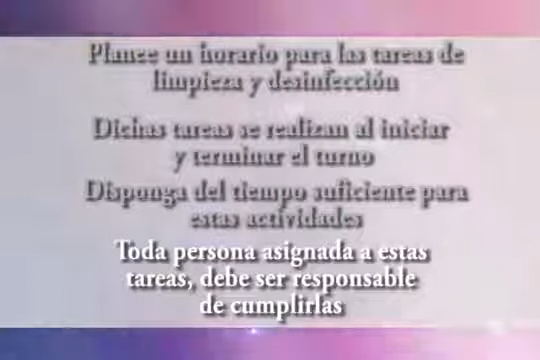 Planee un horario para las tareas de
limpieza y desinfección
Dichas tareas se realizan al iniciar
y terminar el turno
Disponga del tiempo suficiente para
estas actividades
Toda persona asignada a estas
tareas, debe ser responsable
de cumplirlas